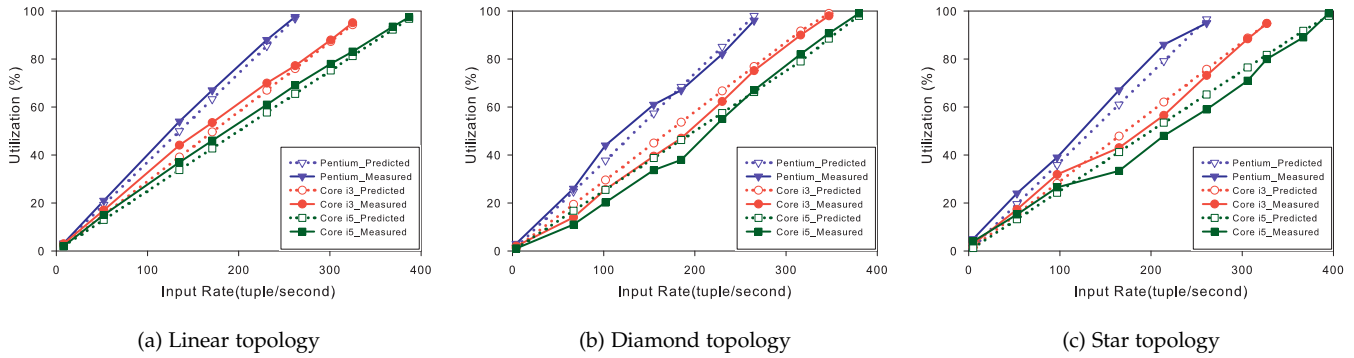 100
80
60
40
20
0
Utilization (%)
0 100 200 300 400
Input Rate(tuple/second)
Pentium_Predicted
Pentium_Measured
Core i3_Predicted
Core i3_Measured
Core i5_Predicted
Core i5_Measured
(a) Linear topology
100
80
60
40
20
0
Utilization (%)
0 100 200 300 400
Input Rate(tuple/second)
Pentium_Predicted
Pentium_Measured
Core i3_Predicted
Core i3_Measured
Core i5_Predicted
Core i5_Measured
(b) Diamond topology
100
80
60
40
20
0
Utilization (%)
0 100 200 300 400
Input Rate(tuple/second)
Pentium_Predicted
Pentium_Measured
Core i3_Predicted
Core i3_Measured
Core i5_Predicted
Core i5_Measured
(c) Star topology